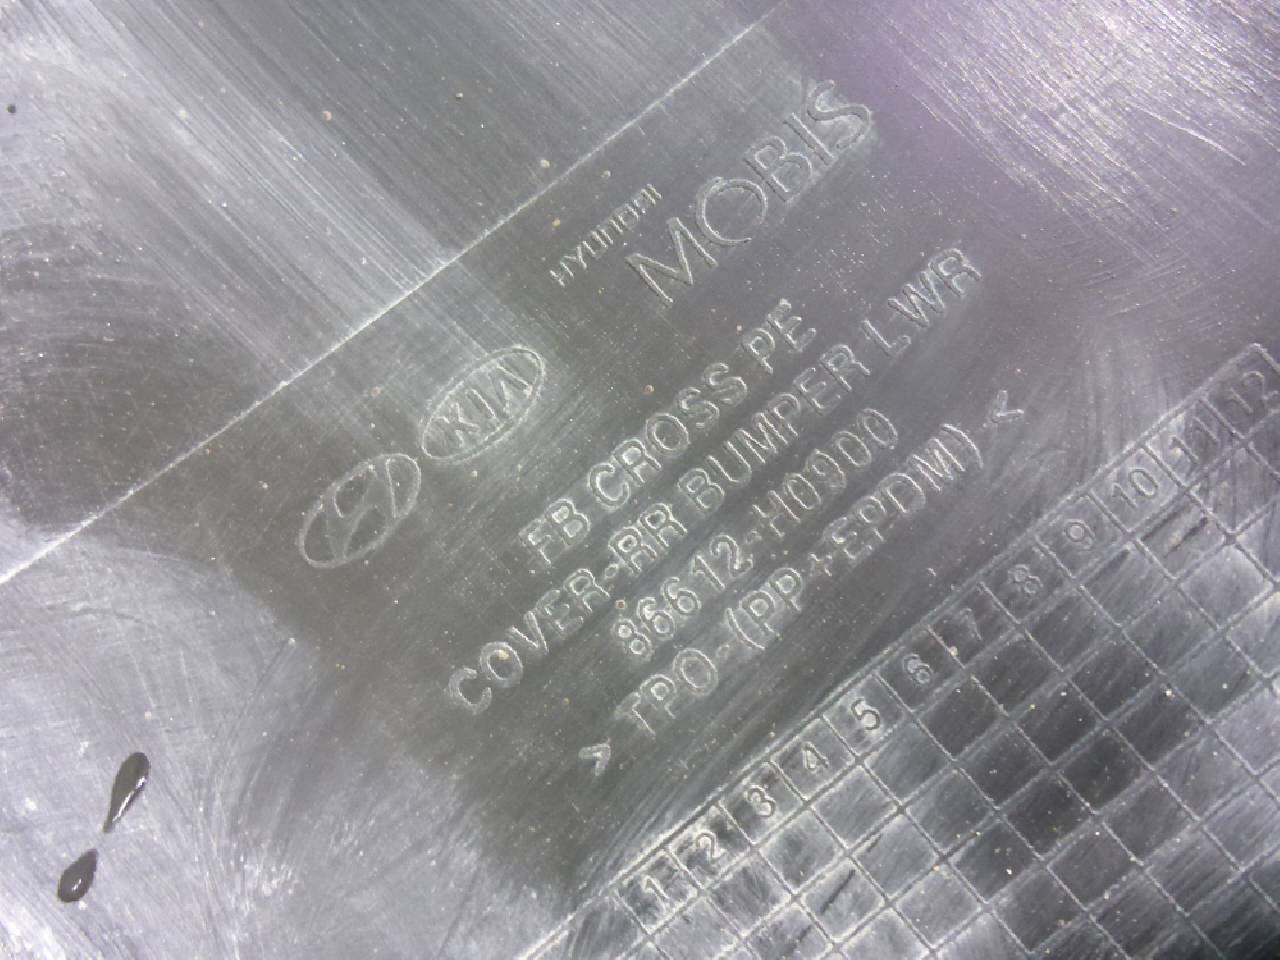 HYUNDAI
MOBIS
KIA
FB CROSS PE
COVER-RR BUMPER LWR
86612-H0900
> TPO-(PP+EPDM) <
1 2 3 4 5 6 7 8 9 10 11 12